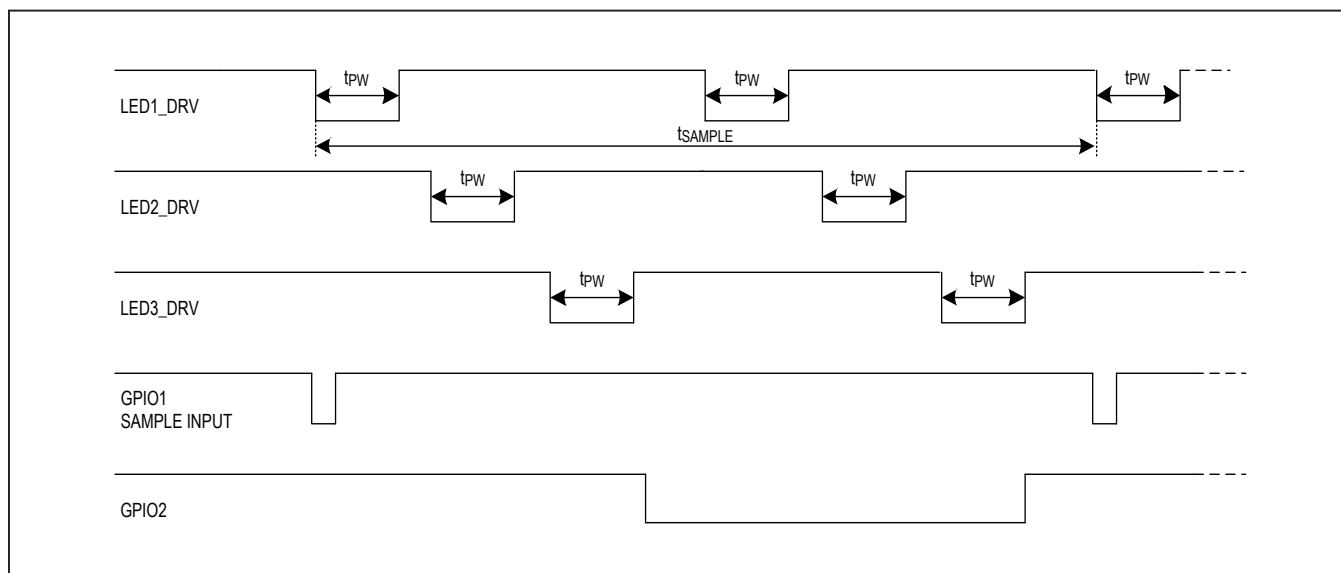 tPW tPW tPW
LED1_DRV
tSAMPLE
tPW tPW
LED2_DRV
tPW tPW
LED3_DRV
GPIO1
SAMPLE INPUT
GPIO2